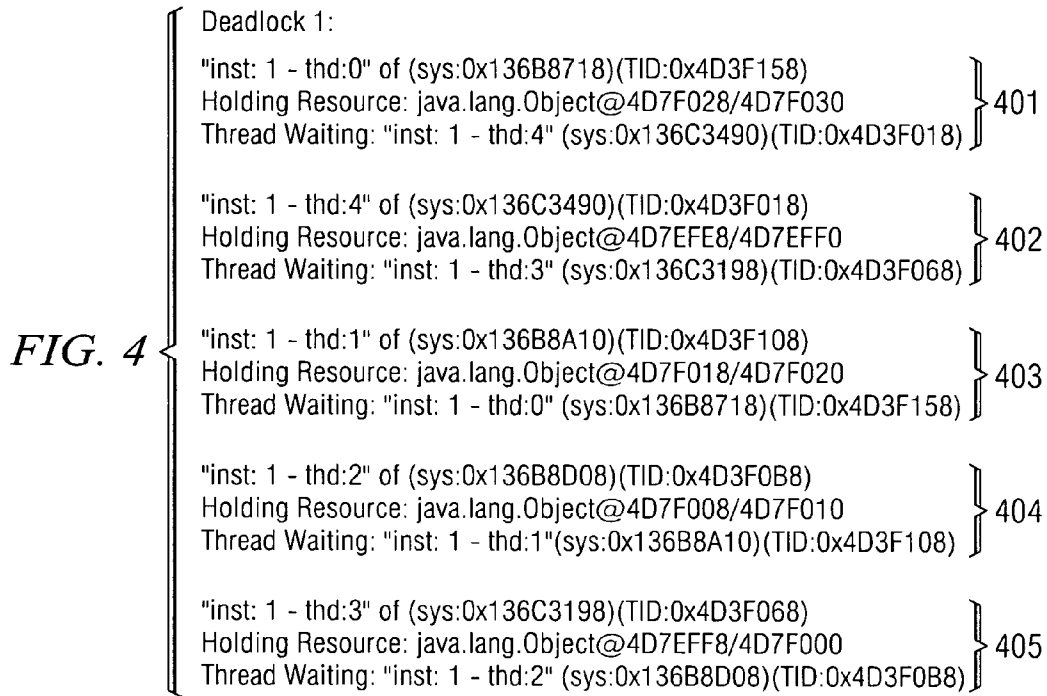 Deadlock 1:
"inst: 1 - thd:0" of (sys:0x136B8718)(TID:0x4D3F158)
Holding Resource: java.lang.Object@4D7F028/4D7F030
Thread Waiting: "inst: 1 - thd:4" (sys:0x136C3490)(TID:0x4D3F018)
401
"inst: 1 - thd:4" of (sys:0x136C3490)(TID:0x4D3F018)
Holding Resource: java.lang.Object@4D7EFE8/4D7EFF0
Thread Waiting: "inst: 1 - thd:3" (sys:0x136C3198)(TID:0x4D3F068)
402
FIG. 4
"inst: 1 - thd:1" of (sys:0x136B8A10)(TID:0x4D3F108)
Holding Resource: java.lang.Object@4D7F018/4D7F020
Thread Waiting: "inst: 1 - thd:0" (sys:0x136B8718)(TID:0x4D3F158)
403
"inst: 1 - thd:2" of (sys:0x136B8D08)(TID:0x4D3F0B8)
Holding Resource: java.lang.Object@4D7F008/4D7F010
Thread Waiting: "inst: 1 - thd:1"(sys:0x136B8A10)(TID:0x4D3F108)
404
"inst: 1 - thd:3" of (sys:0x136C3198)(TID:0x4D3F068)
Holding Resource: java.lang.Object@4D7EFF8/4D7F000
Thread Waiting: "inst: 1 - thd:2" (sys:0x136B8D08)(TID:0x4D3F0B8)
405